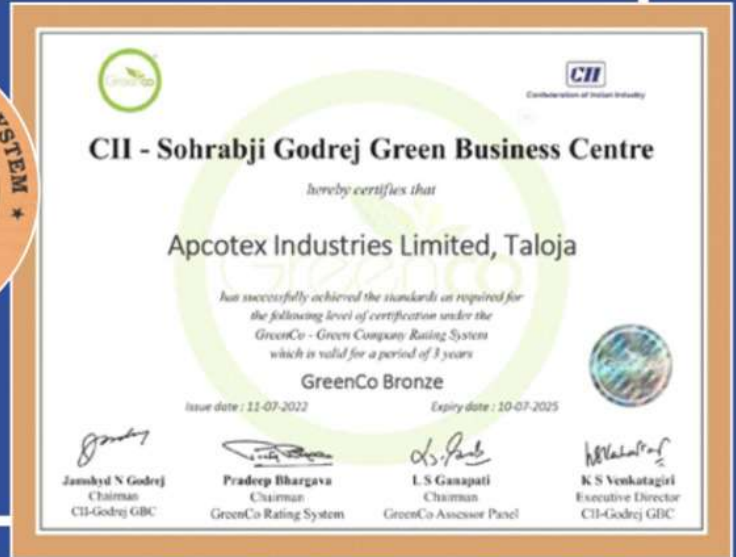 YSTEM ★
GreenCo
CII
Confederation of Indian Industry
CII - Sohrabji Godrej Green Business Centre
hereby certifies that
Apcotex Industries Limited, Taloja
GreenCo
has successfully achieved the standards as required for
the following level of certification under the
GreenCo - Green Company Rating System
which is valid for a period of 3 years
GreenCo Bronze
Issue date : 11-07-2022 Expiry date : 10-07-2025
Jamshyd N Godrej Pradeep Bhargava L S Ganapati K S Venkatagiri
Chairman Chairman Chairman Executive Director
CII-Godrej GBC GreenCo Rating System GreenCo Assessor Panel CII-Godrej GBC